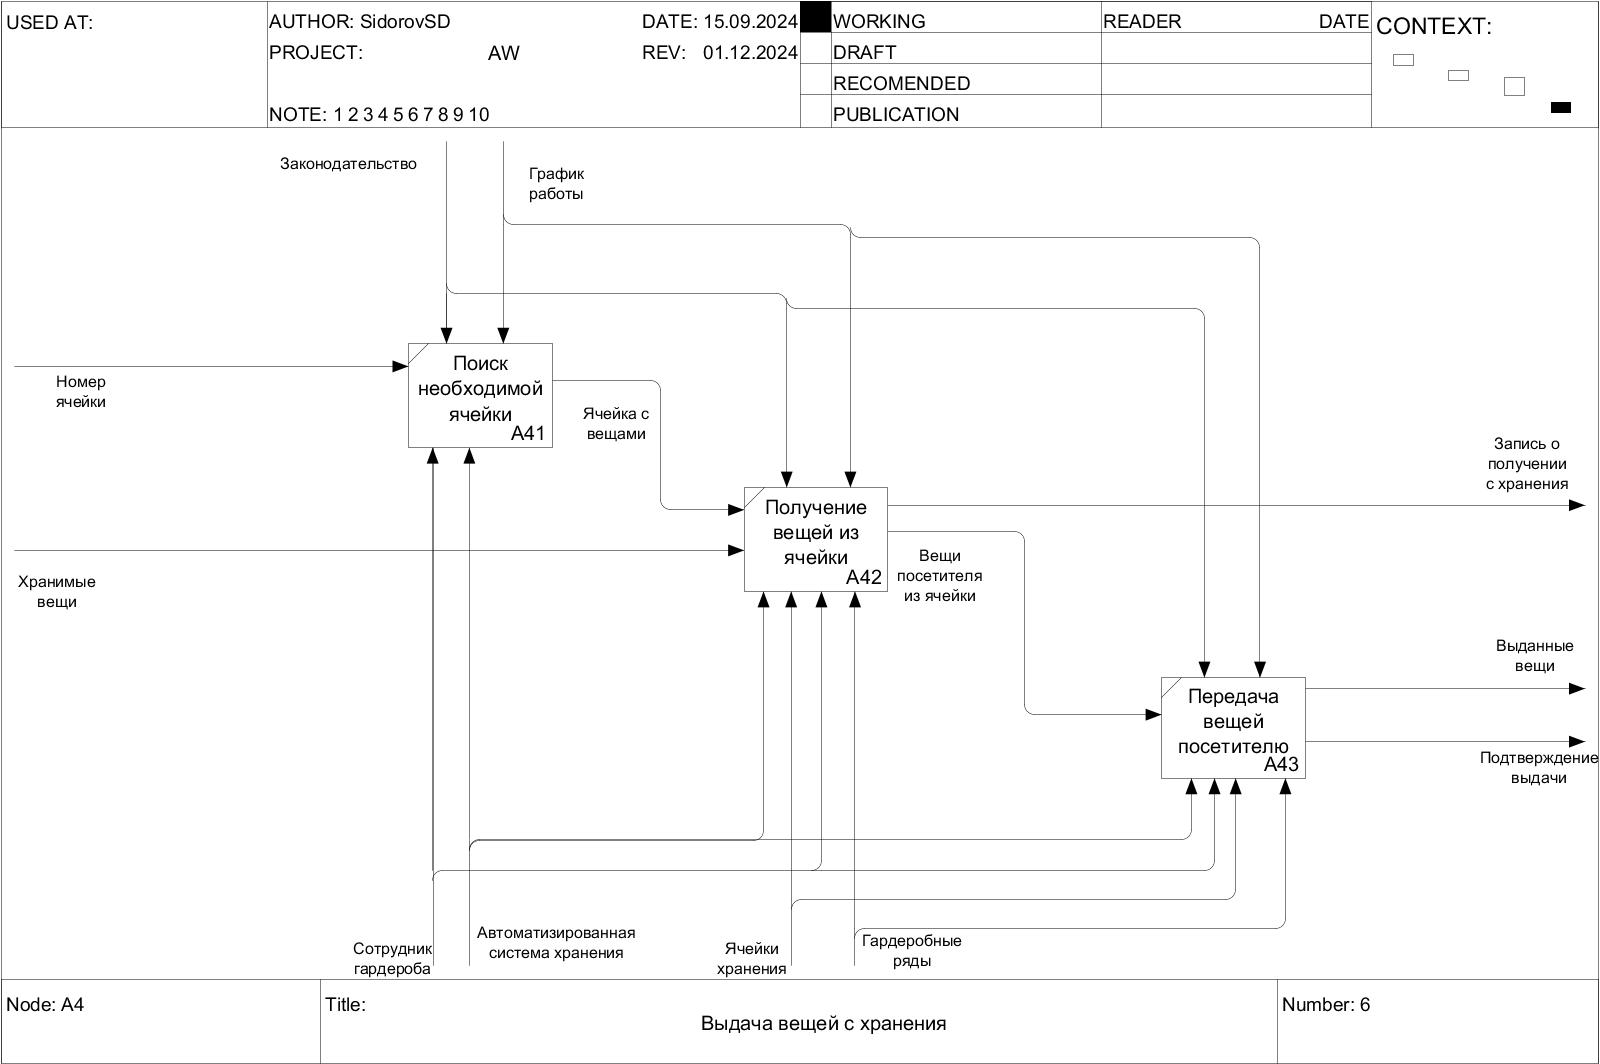 USED AT:
AUTHOR: SidorovSD
DATE: 15.09.2024
PROJECT: AW
REV: 01.12.2024
NOTE: 1 2 3 4 5 6 7 8 9 10
WORKING
DRAFT
RECOMENDED
PUBLICATION
READER
DATE
CONTEXT:
Законодательство
График
работы
Номер
ячейки
Поиск
необходимой
ячейки
A41
Ячейка с
вещами
Запись о
получении
с хранения
Получение
вещей из
ячейки
A42
Хранимые
вещи
Вещи
посетителя
из ячейки
Выданные
вещи
Передача
вещей
посетителю
A43
Подтверждение
выдачи
Сотрудник
гардероба
Автоматизированная
система хранения
Ячейки
хранения
Гардеробные
ряды
Node: A4
Title:
Выдача вещей с хранения
Number: 6